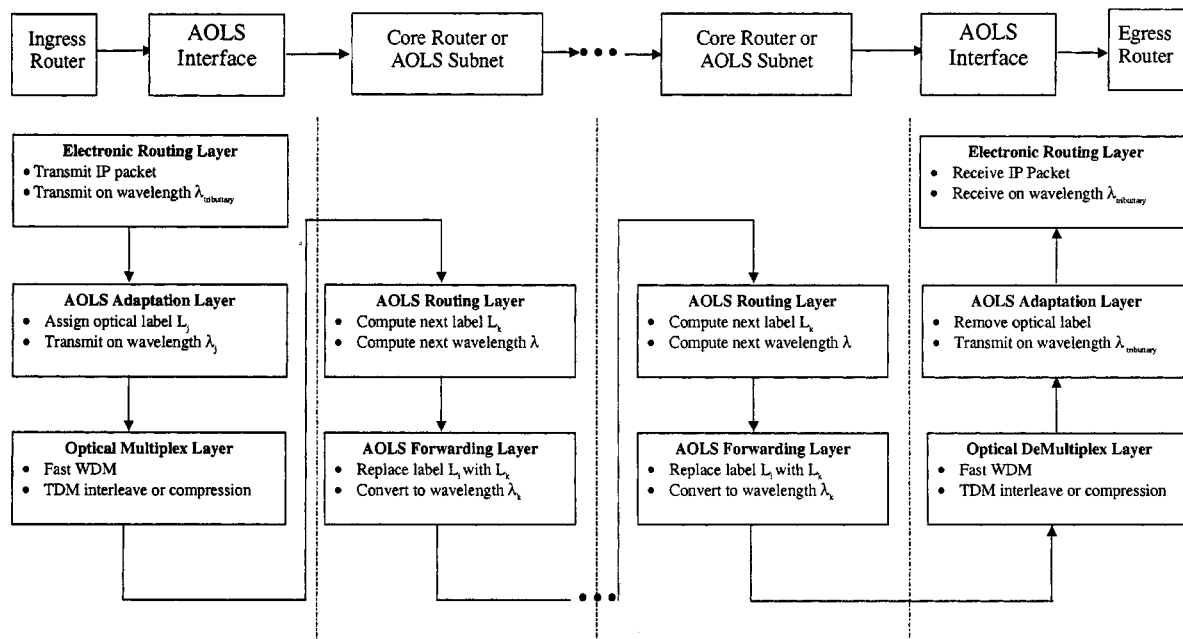 Ingress
Router
AOLS
Interface
Core Router or
AOLS Subnet
Core Router or
AOLS Subnet
AOLS
Interface
Egress
Router
Electronic Routing Layer
• Transmit IP packet
• Transmit on wavelength λtributary
AOLS Adaptation Layer
• Assign optical label Lj
• Transmit on wavelength λj
Optical Multiplex Layer
• Fast WDM
• TDM interleave or compression
AOLS Routing Layer
• Compute next label Lk
• Compute next wavelength λ
AOLS Forwarding Layer
• Replace label Lj with Lk
• Convert to wavelength λk
AOLS Routing Layer
• Compute next label Lk
• Compute next wavelength λ
AOLS Forwarding Layer
• Replace label Lj with Lk
• Convert to wavelength λk
Electronic Routing Layer
• Receive IP Packet
• Receive on wavelength λtributary
AOLS Adaptation Layer
• Remove optical label
• Transmit on wavelength λtributary
Optical DeMultiplex Layer
• Fast WDM
• TDM interleave or compression